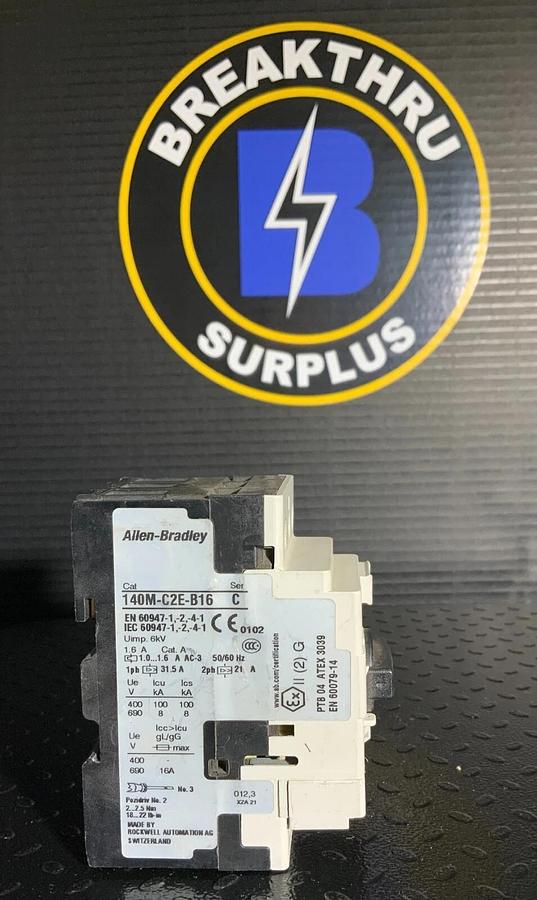 BREAKTHRU
B
SURPLUS
Allen-Bradley
Cat Ser
140M-C2E-B16 C
EN 60947-1,-2,-4-1
IEC 60947-1,-2,-4-1
CE 0102
Uimp. 6kV
1.6 A Cat. A
CCC
1.0...1.6 A AC-3 50/60 Hz
1ph 31.5 A 2ph 21 A
Ue Icu Ics
V kA kA
400 100 100
690 8 8
Icc>Icu
Ue gL/gG
V max
400 -
690 16A
No. 3
Pozidriv No. 2
2...2.5 Nm
18...22 lb-in
MADE BY
ROCKWELL AUTOMATION AG
SWITZERLAND
012,3
XZA 21
www.ab.com/certification
Ex II (2) G
PTB 04 ATEX 3039
EN 60079-14